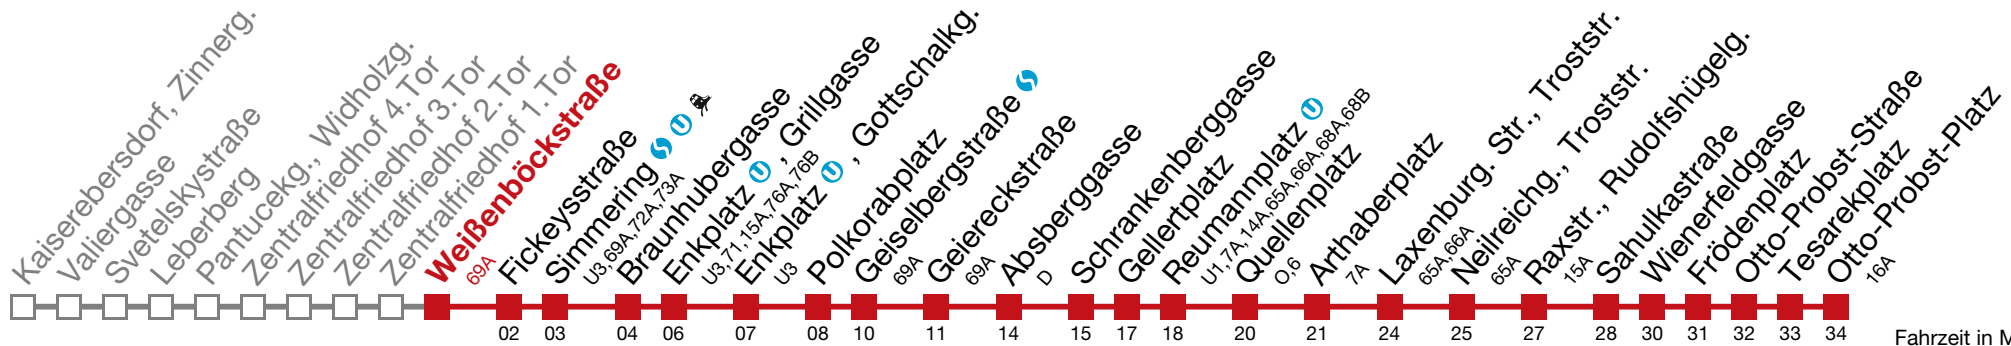 Kaiserebersdorf, Zinnerg.
Valiergasse
Svetelskystraße
Leberberg
Pantucekg., Widholzg.
Zentralfriedhof 4.Tor
Zentralfriedhof 3.Tor
Zentralfriedhof 2.Tor
Zentralfriedhof 1.Tor
Weißenböckstraße
69A
Fickeysstraße
02
Simmering S U
U3,69A,72A,73A
03
Braunhubergasse
04
Enkplatz U , Grillgasse
U3,71,15A,76A,76B
06
Enkplatz U , Gottschalkg.
U3
07
Polkorabplatz
08
Geiselbergstraße S
69A
10
Geiereckstraße
69A
11
Absberggasse
D
14
Schrankenberggasse
15
Gellertplatz
17
Reumannplatz U
U1,7A,14A,65A,66A,68A,68B
18
Quellenplatz
O,6
20
Arthaberplatz
7A
21
Laxenburg. Str., Troststr.
65A,66A
24
Neilreichg., Troststr.
65A
25
Raxstr., Rudolfshügelg.
15A
27
Sahulkastraße
28
Wienerfeldgasse
30
Frödenplatz
31
Otto-Probst-Straße
32
Tesarekplatz
33
Otto-Probst-Platz
16A
34
Fahrzeit in M